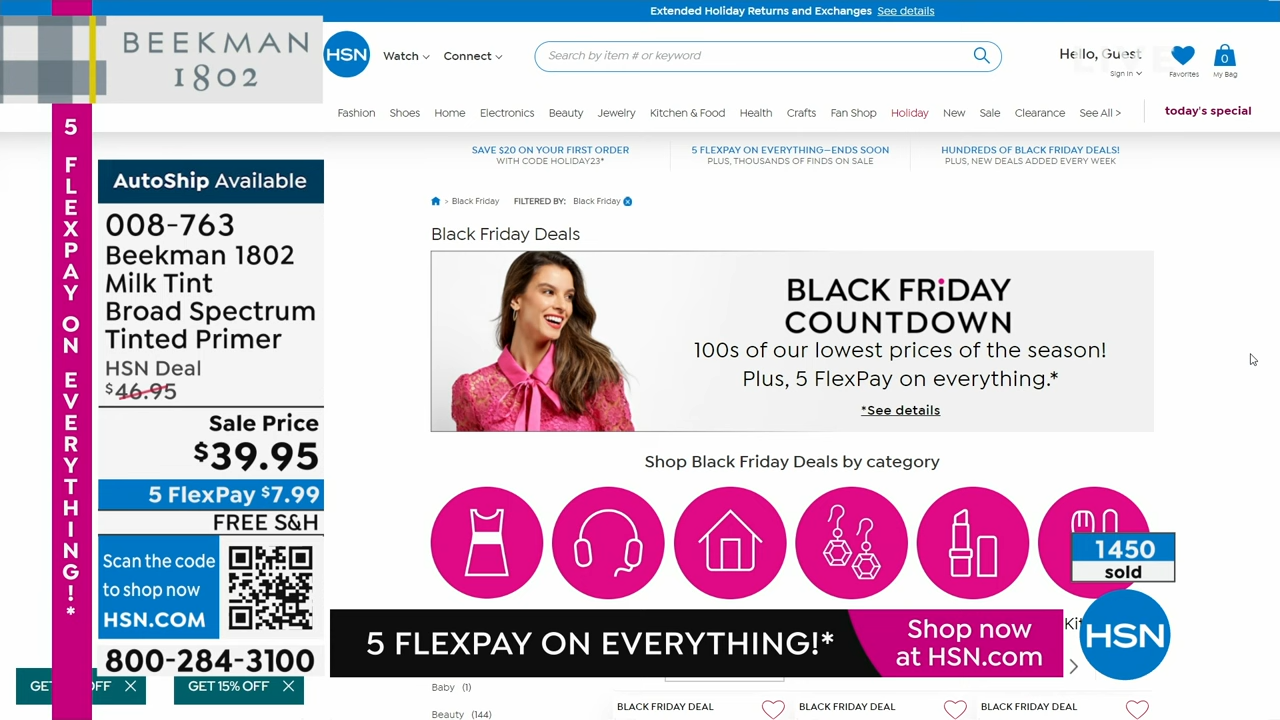 Extended Holiday Returns and Exchanges See details
BEEKMAN
1802
HSN
Watch
Connect
Search by item # or keyword
Hello, Guest
Sign in
Favorites
0
My Bag
Fashion
Shoes
Home
Electronics
Beauty
Jewelry
Kitchen & Food
Health
Crafts
Fan Shop
Holiday
New
Sale
Clearance
See All >
today's special
SAVE $20 ON YOUR FIRST ORDER
WITH CODE HOLIDAY23*
5 FLEXPAY ON EVERYTHING—ENDS SOON
PLUS, THOUSANDS OF FINDS ON SALE
HUNDREDS OF BLACK FRIDAY DEALS!
PLUS, NEW DEALS ADDED EVERY WEEK
5 FLEXPAY ON EVERYTHING!*
AutoShip Available
008-763
Beekman 1802
Milk Tint
Broad Spectrum
Tinted Primer
HSN Deal
$46.95
Sale Price
$39.95
5 FlexPay $7.99
FREE S&H
Scan the code
to shop now
HSN.COM
800-284-3100
> Black Friday
FILTERED BY: Black Friday
Black Friday Deals
BLACK FRiDAY
COUNTDOWN
100s of our lowest prices of the season!
Plus, 5 FlexPay on everything.*
*See details
Shop Black Friday Deals by category
1450
sold
5 FLEXPAY ON EVERYTHING!*
Shop now
at HSN.com
HSN
GET
OFF
GET 15% OFF
Baby (1)
Beauty (144)
BLACK FRIDAY DEAL
BLACK FRIDAY DEAL
BLACK FRIDAY DEAL